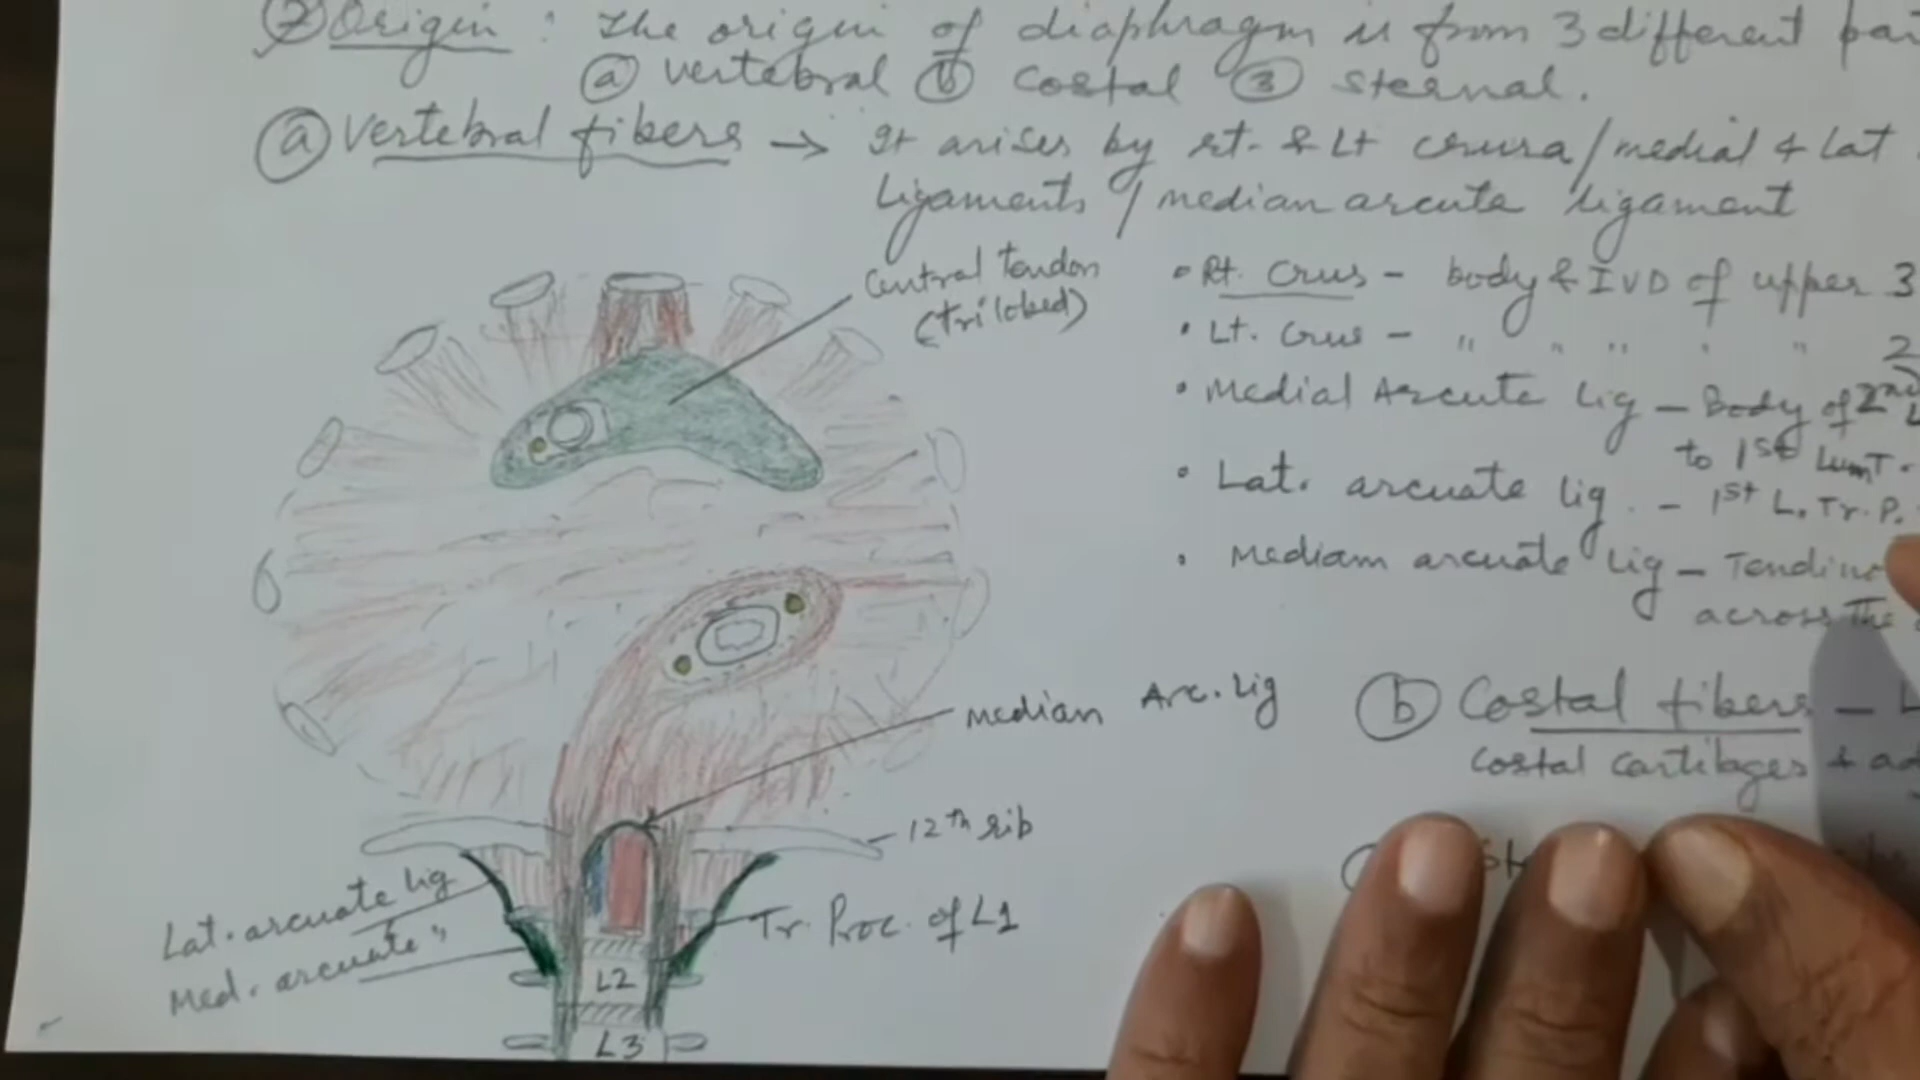 ② Origin : The origin of diaphragm is from 3 different
ⓐ vertebral ⓑ costal ③ sternal.
ⓐ vertebral fibers → It arises by rt. & Lt crura/medial & Lat
Ligaments / median arcute ligament
Central tendon
(trilobed)
• Rt. Crus - body & IVD of upper 3
• Lt. Crus - " " " " " 2
• Medial Arcute Lig - Body of 2nd
to 1st Lum T.
• Lat. arcuate lig. - 1st L. Tr. P.
• Mediam arcuate lig -
across the
median Arc. Lig
ⓑ Costal fibers -
costal cartilages +
12th rib
Lat. arcuate lig
Med. arcuate "
Tr. Proc. of L1
L2
L3